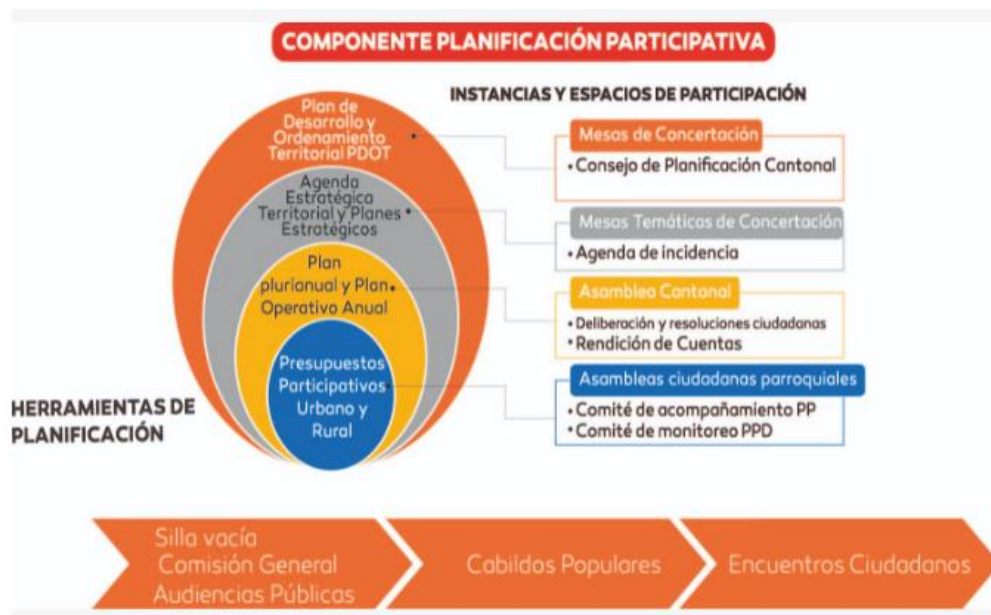 COMPONENTE PLANIFICACIÓN PARTICIPATIVA
INSTANCIAS Y ESPACIOS DE PARTICIPACIÓN
Plan de
Desarrollo y
Ordenamiento
Territorial PDOT
Mesas de Concertación
• Consejo de Planificación Cantonal
Agenda
Estratégica
Territorial y Planes
Estratégicos
Mesas Temáticas de Concertación
• Agenda de incidencia
Plan
plurianual y Plan
Operativo Anual
Asamblea Cantonal
• Deliberación y resoluciones ciudadanas
• Rendición de Cuentas
Presupuestos
Participativos
Urbano y
Rural
Asambleas ciudadanas parroquiales
• Comité de acompañamiento PP
• Comité de monitoreo PPD
HERRAMIENTAS DE
PLANIFICACIÓN
Silla vacía
Comisión General
Audiencias Públicas
Cabildos Populares
Encuentros Ciudadanos